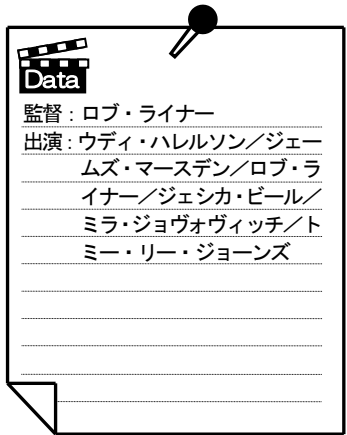 Data
監督：ロブ・ライナー
出演：ウディ・ハレルソン／ジェー
ムズ・マースデン／ロブ・ラ
イナー／ジェシカ・ビール／
ミラ・ジョヴォヴィッチ／ト
ミー・リー・ジョーンズ